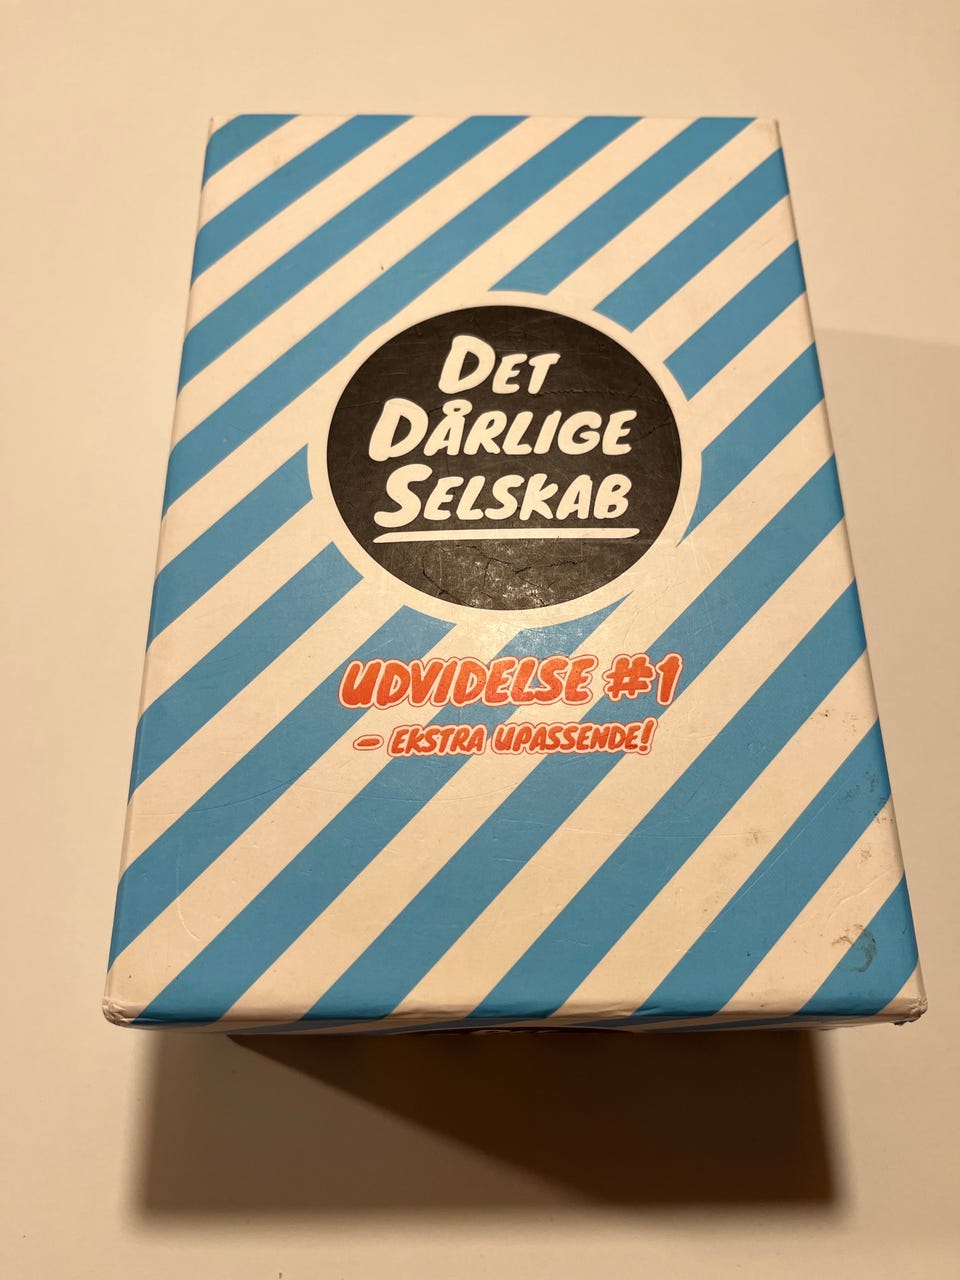 DET
DÅRLIGE
SELSKAB
UDVIDELSE #1
- EKSTRA UPASSENDE!